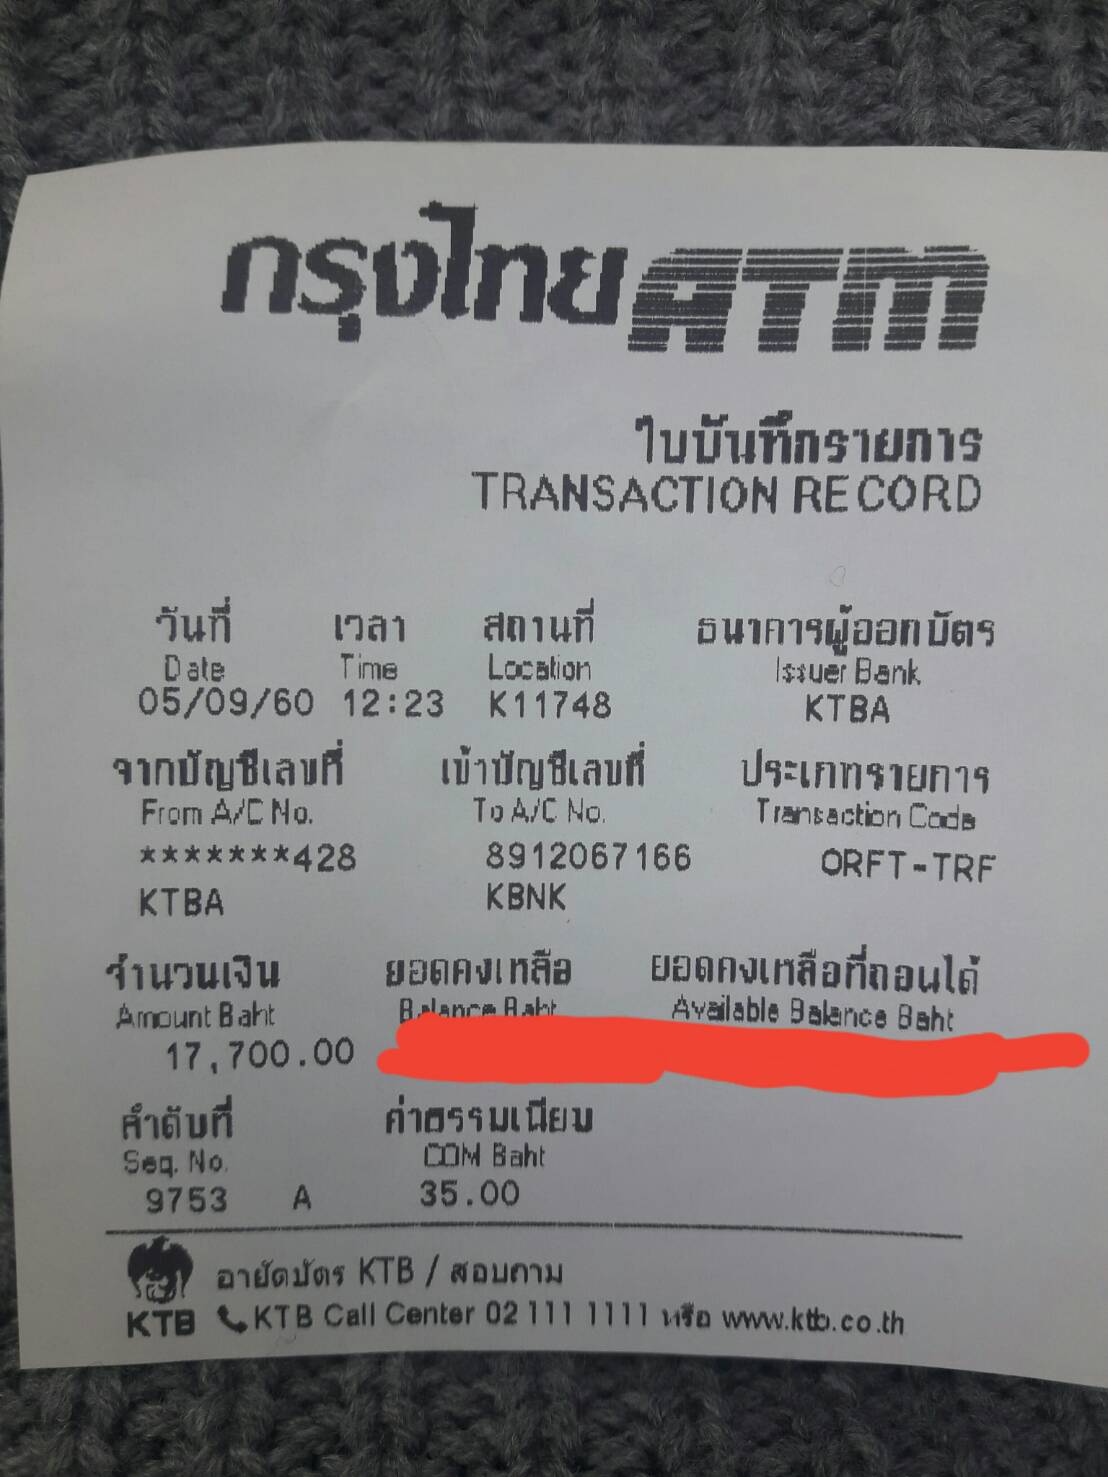 กรุงไทย ATM
ใบบันทึกรายการ
TRANSACTION RECORD
วันที่ เวลา สถานที่ ธนาคารผู้ออกบัตร
Date Time Location Issuer Bank
05/09/60 12:23 K11748 KTBA
จากบัญชีเลขที่ เข้าบัญชีเลขที่ ประเภทรายการ
From A/C No. To A/C No. Transaction Code
*******428 8912067166 ORFT-TRF
KTBA KBNK
จำนวนเงิน ยอดคงเหลือ ยอดคงเหลือที่ถอนได้
Amount Baht Balance Baht Available Balance Baht
17,700.00
ลำดับที่ ค่าธรรมเนียม
Seq. No. COM Baht
9753 A 35.00
อายัดบัตร KTB / สอบถาม
KTB KTB Call Center 02 111 1111 หรือ www.ktb.co.th